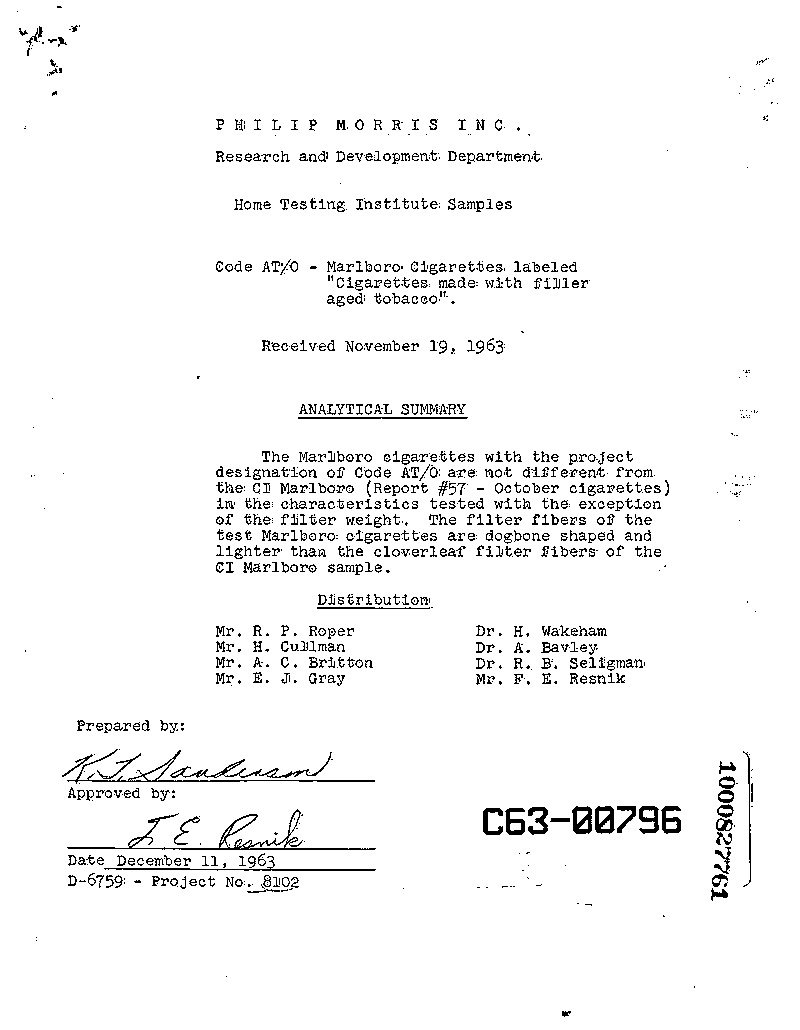 PHILIP MORRIS INC.
Research and Development Department
Home Testing Institute Samples
Code AT/O - Marlboro Cigarettes labeled
"Cigarettes made with filler
aged tobacco".
Received November 19, 1963
ANALYTICAL SUMMARY
The Marlboro cigarettes with the project
designation of Code AT/O are not different from
the CI Marlboro (Report #57 - October cigarettes)
in the characteristics tested with the exception
of the filter weight. The filter fibers of the
test Marlboro cigarettes are dogbone shaped and
lighter than the cloverleaf filter fibers of the
CI Marlboro sample.
Distribution
Mr. R. P. Roper
Mr. H. Cullman
Mr. A. C. Britton
Mr. E. J. Gray
Dr. H. Wakeham
Dr. A. Bavley
Dr. R. B. Seligman
Mr. F. E. Resnik
Prepared by:
K.T. Sanderson
Approved by:
F. E. Resnik
Date December 11, 1963
D-6759 - Project No. 8102
C63-00796
1000827761